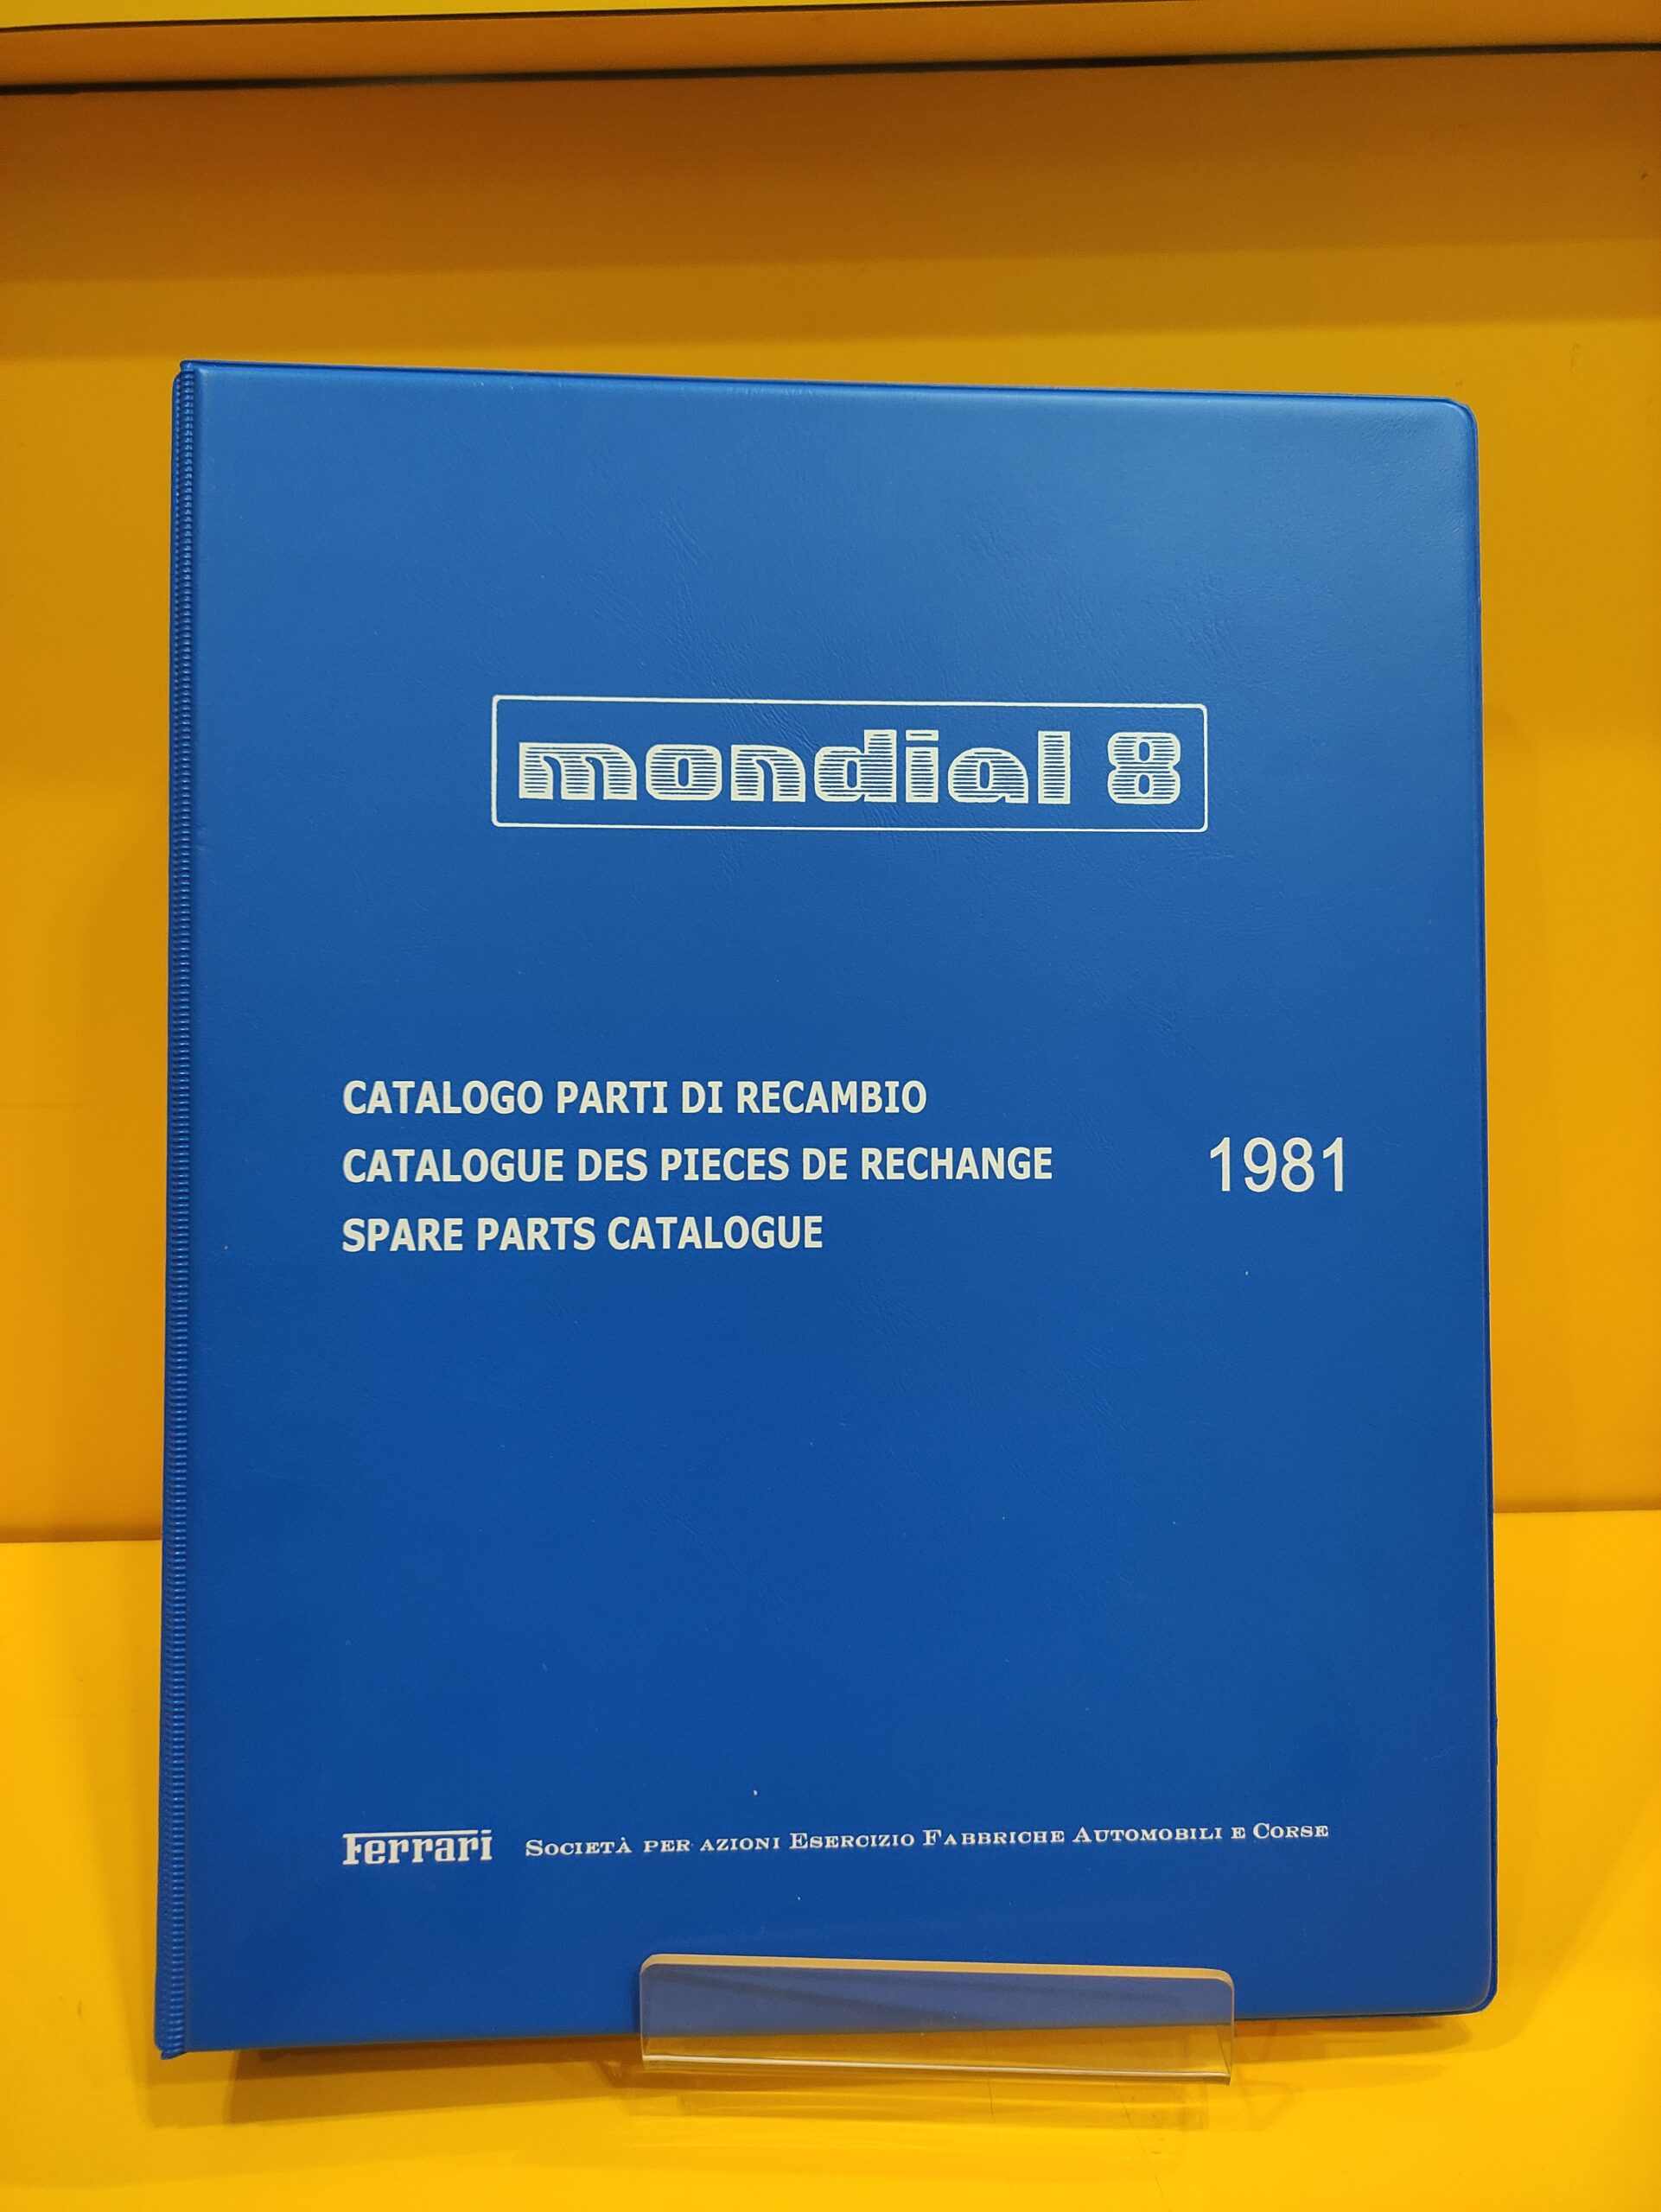 mondial 8
CATALOGO PARTI DI RECAMBIO
CATALOGUE DES PIECES DE RECHANGE
1981
SPARE PARTS CATALOGUE
Ferrari SOCIETÀ PER AZIONI ESERCIZIO FABBRICHE AUTOMOBILI E CORSE